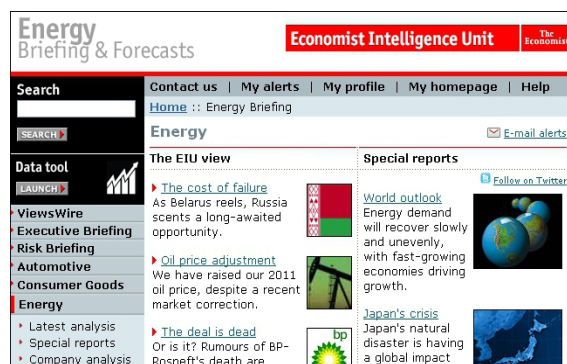 Energy
Briefing & Forecasts
Economist Intelligence Unit
The
Economist
Search
SEARCH
Data tool
LAUNCH
ViewsWire
Executive Briefing
Risk Briefing
Automotive
Consumer Goods
Energy
Latest analysis
Special reports
Company analysis
Contact us | My alerts | My profile | My homepage | Help
Home :: Energy Briefing
Energy
E-mail alerts
The EIU view
The cost of failure
As Belarus reels, Russia
scents a long-awaited
opportunity.
Oil price adjustment
We have raised our 2011
oil price, despite a recent
market correction.
The deal is dead
Or is it? Rumours of BP-
Rosneft's death are
bp
Special reports
Follow on Twitter
World outlook
Energy demand
will recover slowly
and unevenly,
with fast-growing
economies driving
growth.
Japan's crisis
Japan's natural
disaster is having
a global impact